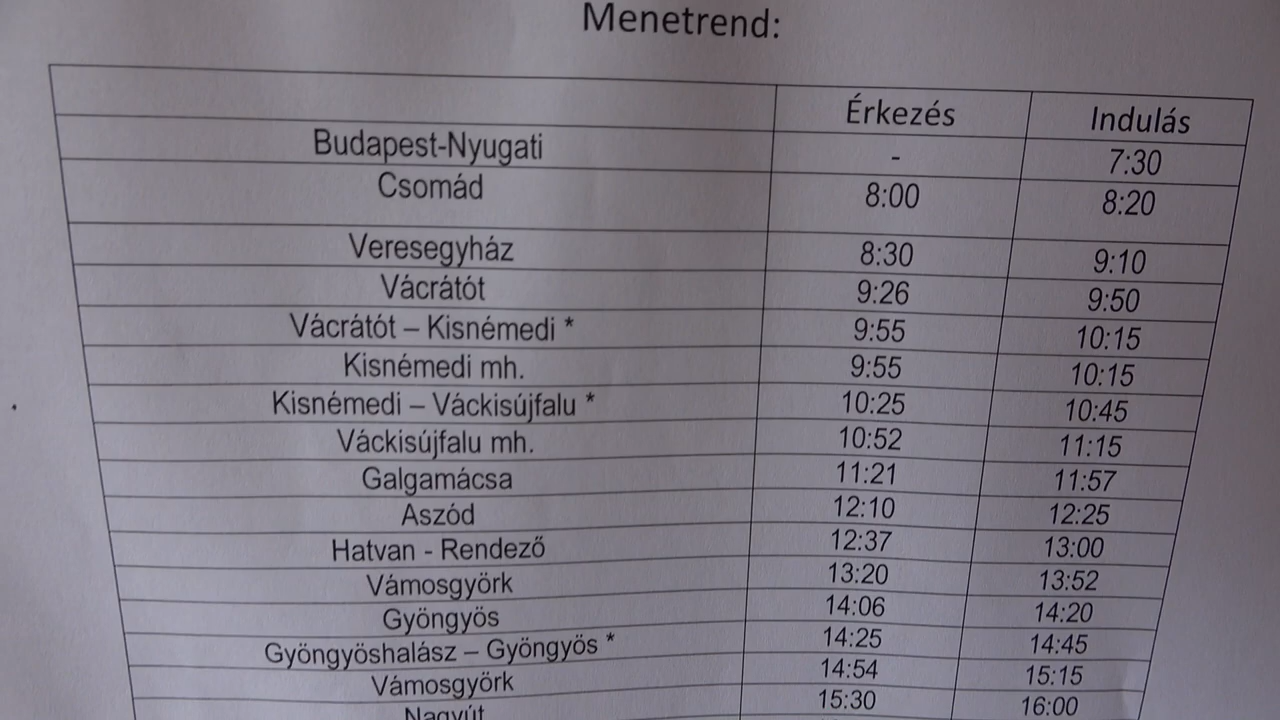 Menetrend:
Érkezés Indulás
Budapest-Nyugati - 7:30
Csomád 8:00 8:20
Veresegyház 8:30 9:10
Vácrátót 9:26 9:50
Vácrátót – Kisnémedi * 9:55 10:15
Kisnémedi mh. 9:55 10:15
Kisnémedi – Váckisújfalu * 10:25 10:45
Váckisújfalu mh. 10:52 11:15
Galgamácsa 11:21 11:57
Aszód 12:10 12:25
Hatvan - Rendező 12:37 13:00
Vámosgyörk 13:20 13:52
Gyöngyös 14:06 14:20
Gyöngyöshalász – Gyöngyös * 14:25 14:45
Vámosgyörk 14:54 15:15
Nagyút 15:30 16:00